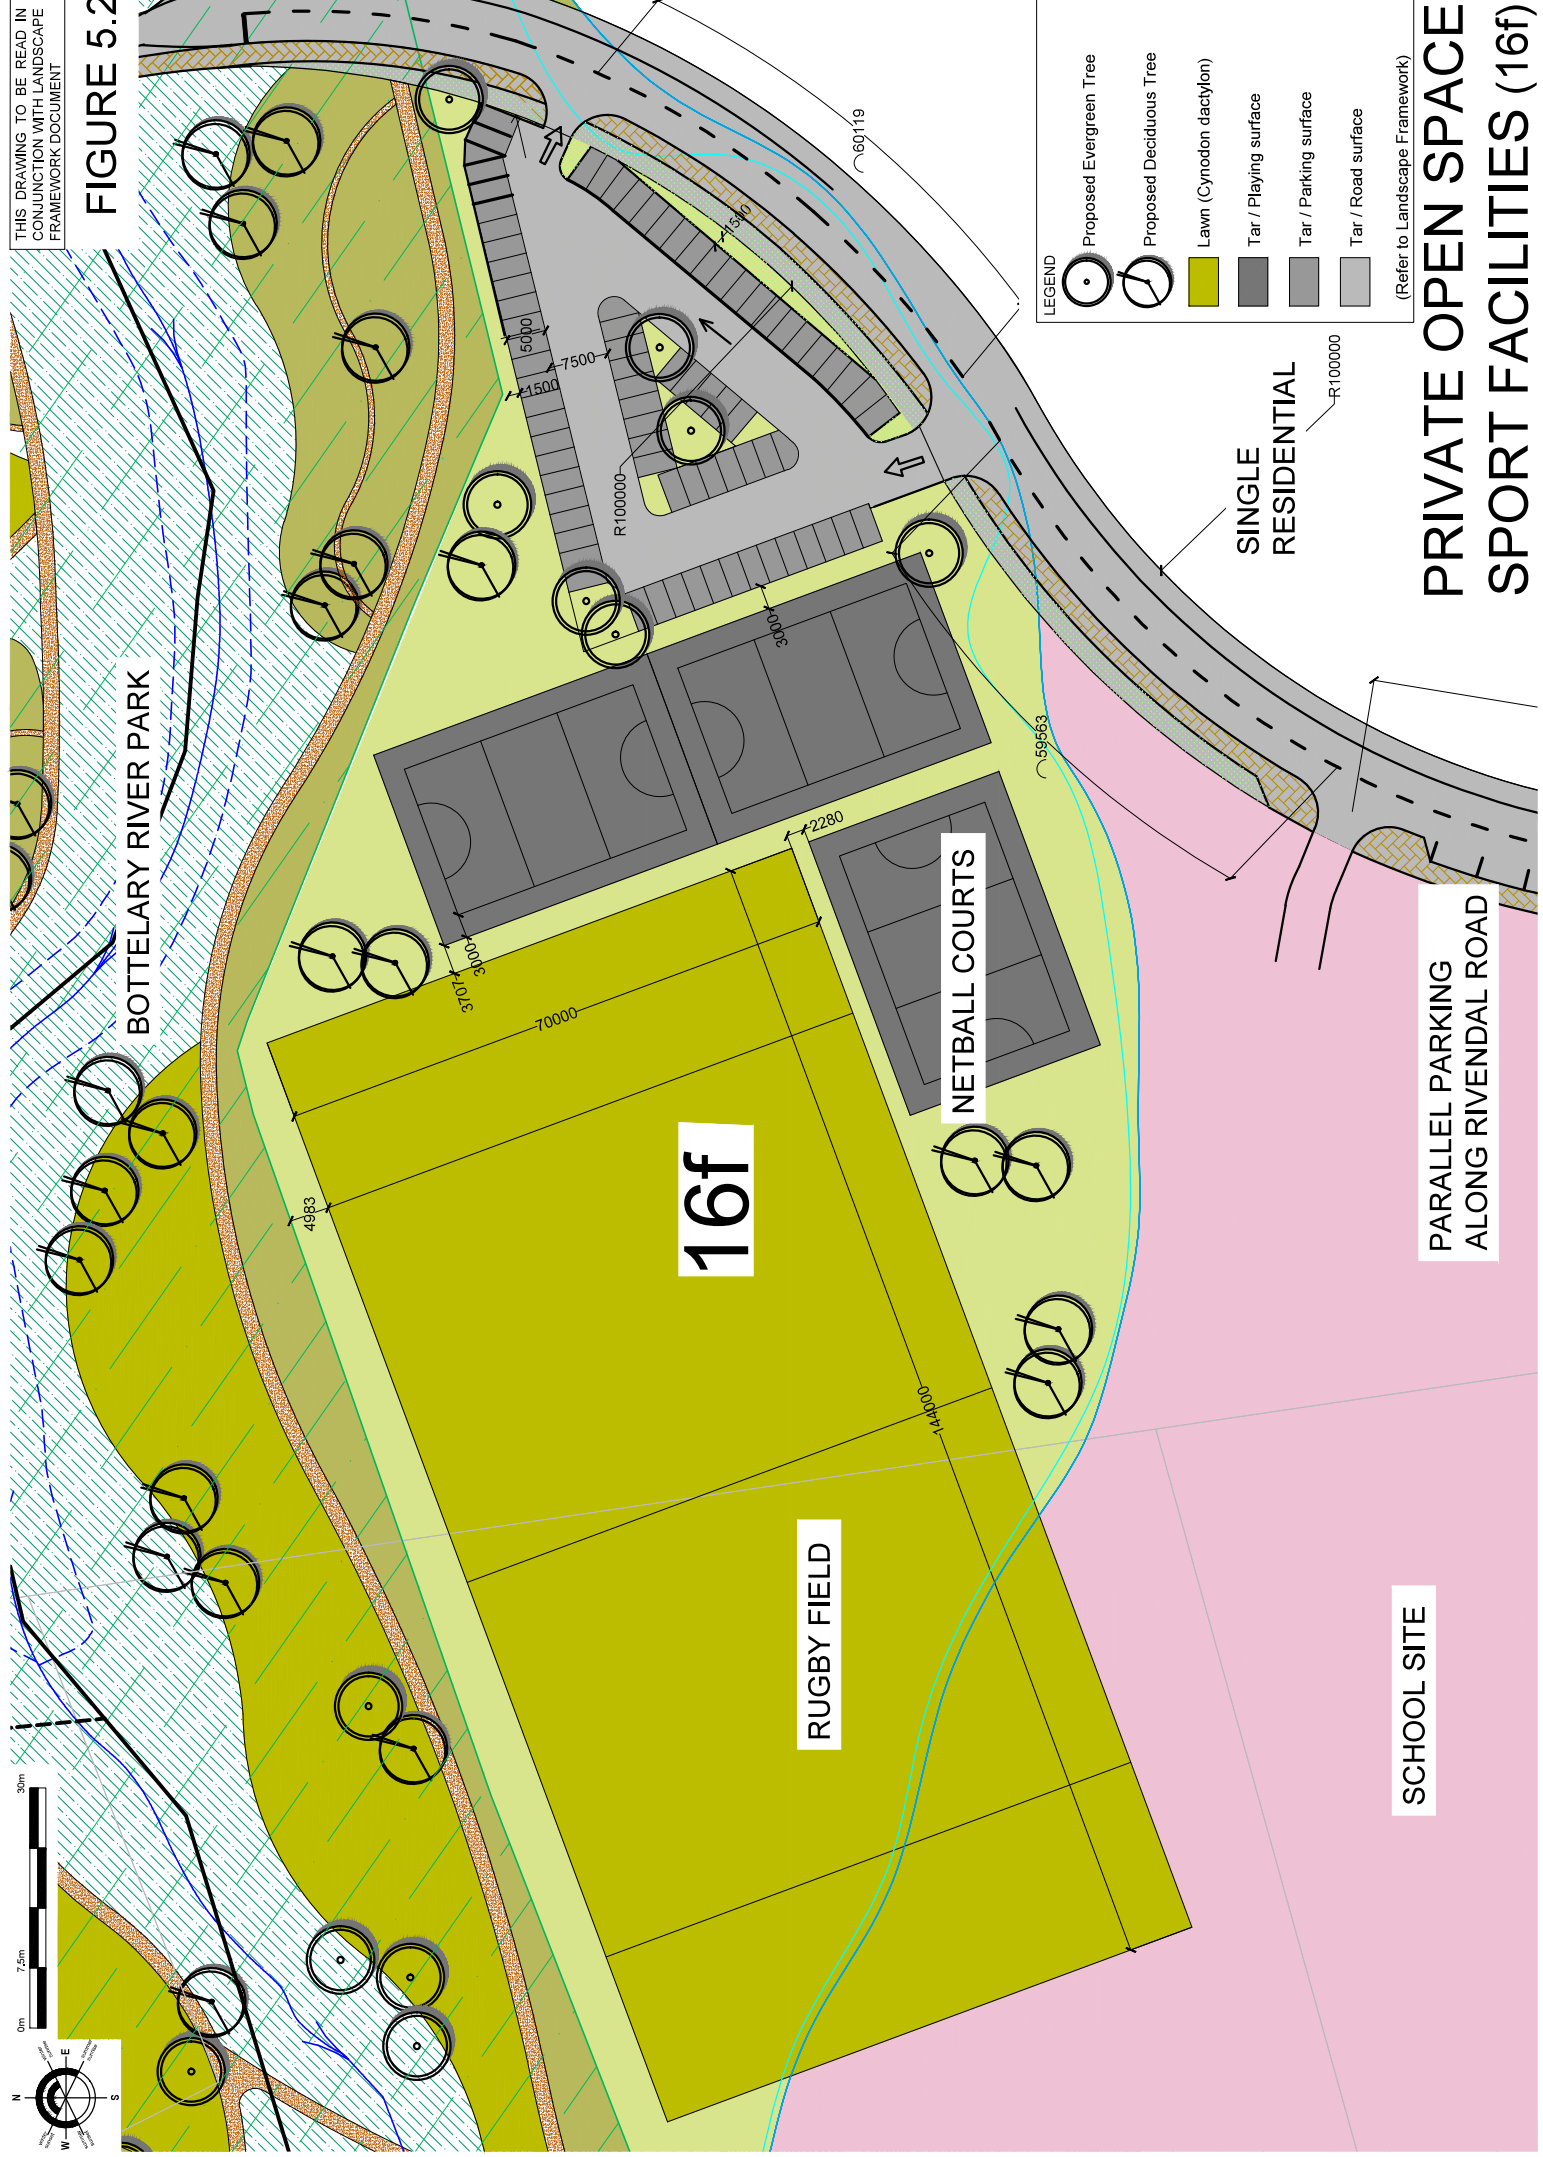 THIS DRAWING TO BE READ IN
CONJUNCTION WITH LANDSCAPE
FRAMEWORK DOCUMENT
FIGURE 5.2
BOTTELARY RIVER PARK
0m
7,5m
30m
N
E
S
W
5000
7500
1500
1500
R100000
3000
60119
59563
2280
3000
3707
70000
4983
144000
16f
NETBALL COURTS
RUGBY FIELD
SCHOOL SITE
PARALLEL PARKING
ALONG RIVENDAL ROAD
SINGLE
RESIDENTIAL
R100000
LEGEND
Proposed Evergreen Tree
Proposed Deciduous Tree
Lawn (Cynodon dactylon)
Tar / Playing surface
Tar / Parking surface
Tar / Road surface
(Refer to Landscape Framework)
PRIVATE OPEN SPACE
SPORT FACILITIES (16f)